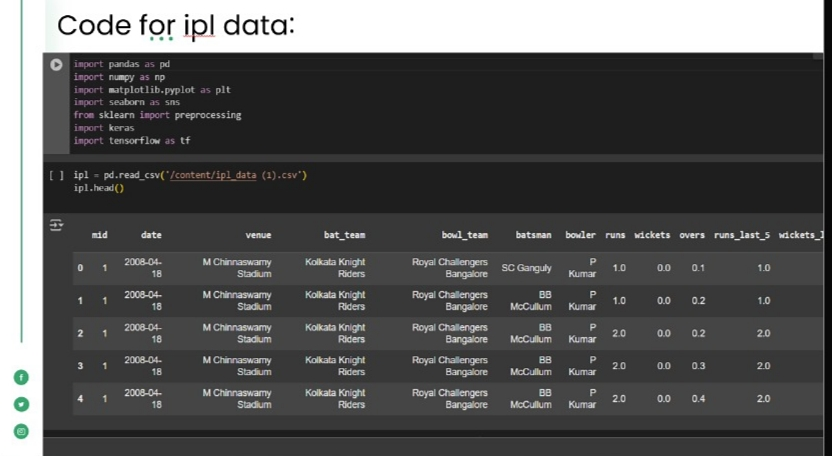 Code for ipl data:
import pandas as pd
import numpy as np
import matplotlib.pyplot as plt
import seaborn as sns
from sklearn import preprocessing
import keras
import tensorflow as tf
[ ] ipl = pd.read_csv('/content/ipl_data (1).csv')
ipl.head()
mid date venue bat_team bowl_team batsman bowler runs wickets overs runs_last_5 wickets_l
0 1 2008-04-18 M Chinnaswamy Stadium Kolkata Knight Riders Royal Challengers Bangalore SC Ganguly P Kumar 1.0 0.0 0.1 1.0
1 1 2008-04-18 M Chinnaswamy Stadium Kolkata Knight Riders Royal Challengers Bangalore BB McCullum P Kumar 1.0 0.0 0.2 1.0
2 1 2008-04-18 M Chinnaswamy Stadium Kolkata Knight Riders Royal Challengers Bangalore BB McCullum P Kumar 2.0 0.0 0.2 2.0
3 1 2008-04-18 M Chinnaswamy Stadium Kolkata Knight Riders Royal Challengers Bangalore BB McCullum P Kumar 2.0 0.0 0.3 2.0
4 1 2008-04-18 M Chinnaswamy Stadium Kolkata Knight Riders Royal Challengers Bangalore BB McCullum P Kumar 2.0 0.0 0.4 2.0